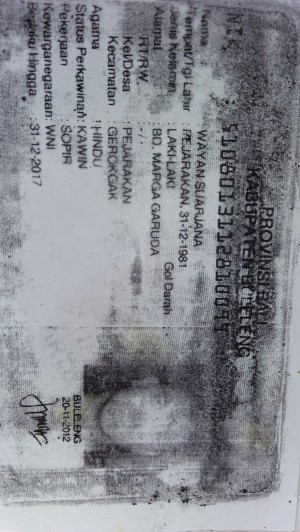 PROVINSI BALI
KABUPATEN BULELENG
NIK
Nama : WAYAN SUARJANA
Tempat/Tgl Lahir : PEJARAKAN, 31-12-1981
Jenis Kelamin : LAKI-LAKI Gol Darah
Alamat : BD. MARGA GARUDA
RT/RW : -/-
Kel/Desa : PEJARAKAN
Kecamatan : GEROKGAK
Agama : HINDU
Status Perkawinan : KAWIN
Pekerjaan : SOPIR
Kewarganegaraan : WNI
Berlaku Hingga : 31-12-2017
BULELENG
20-11-2012